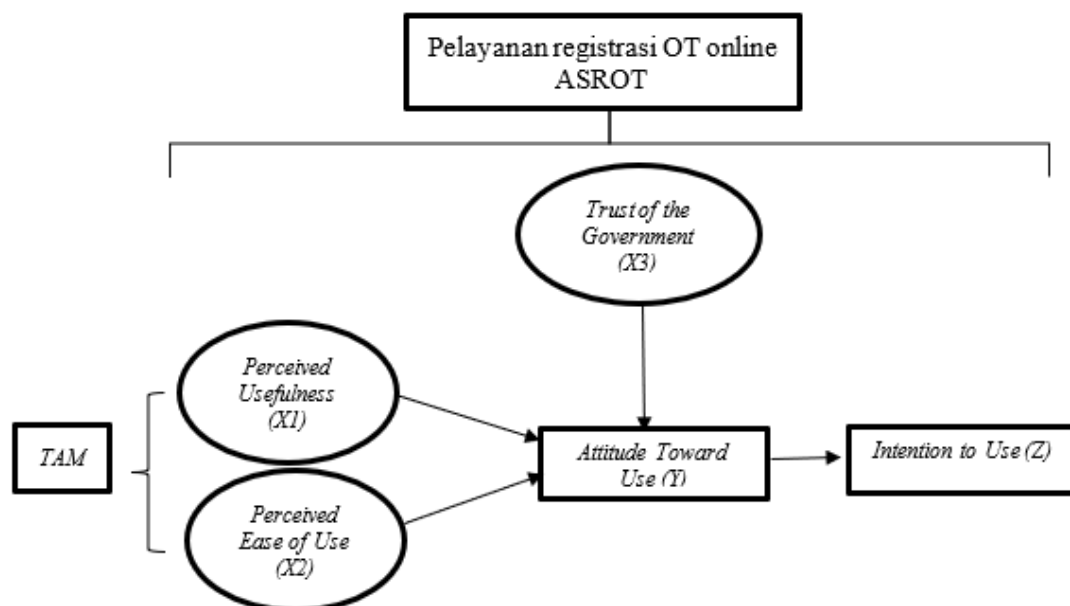 Pelayanan registrasi OT online
ASROT
Trust of the
Government
(X3)
Perceived
Usefulness
(X1)
TAM
Attitude Toward
Use (Y)
Intention to Use (Z)
Perceived
Ease of Use
(X2)